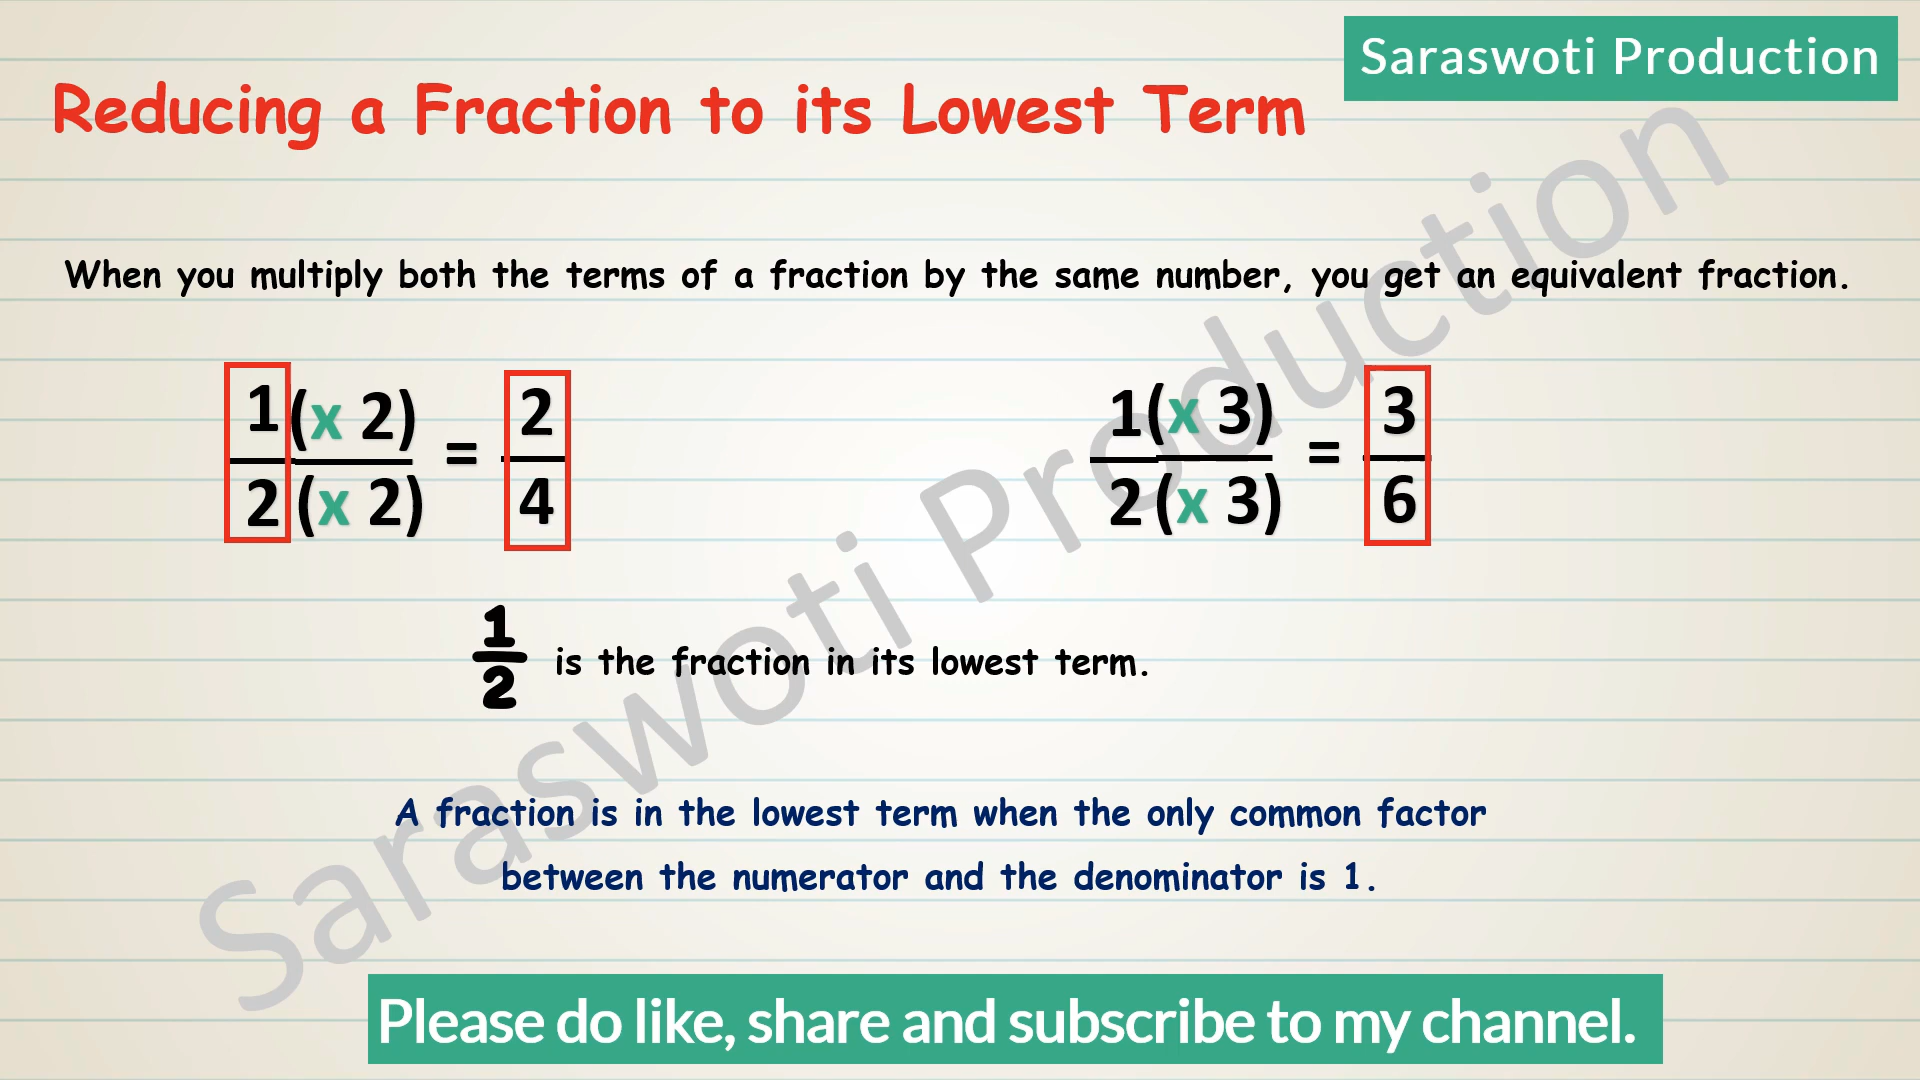 Saraswoti Production
Reducing a Fraction to its Lowest Term
When you multiply both the terms of a fraction by the same number, you get an equivalent fraction.
1(x 2) = 2 1(x 3) = 3
2(x 2) 4 2(x 3) 6
1
2 is the fraction in its lowest term.
A fraction is in the lowest term when the only common factor
between the numerator and the denominator is 1.
Saraswoti Production
Please do like, share and subscribe to my channel.